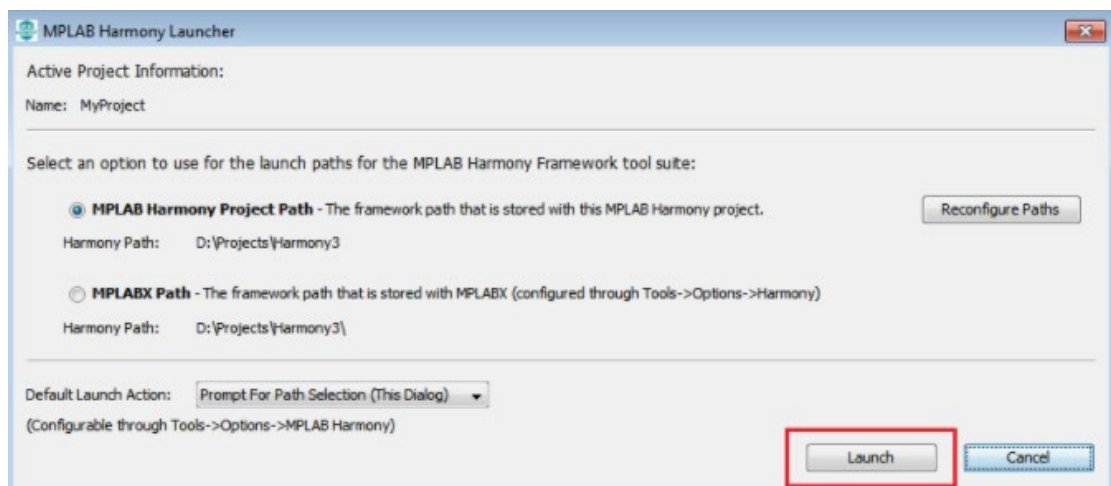 MPLAB Harmony Launcher
Active Project Information:
Name: MyProject
Select an option to use for the launch paths for the MPLAB Harmony Framework tool suite:
MPLAB Harmony Project Path - The framework path that is stored with this MPLAB Harmony project.
Reconfigure Paths
Harmony Path: D:\Projects\Harmony3
MPLABX Path - The framework path that is stored with MPLABX (configured through Tools->Options->Harmony)
Harmony Path: D:\Projects\Harmony3\
Default Launch Action: Prompt For Path Selection (This Dialog)
(Configurable through Tools->Options->MPLAB Harmony)
Launch Cancel